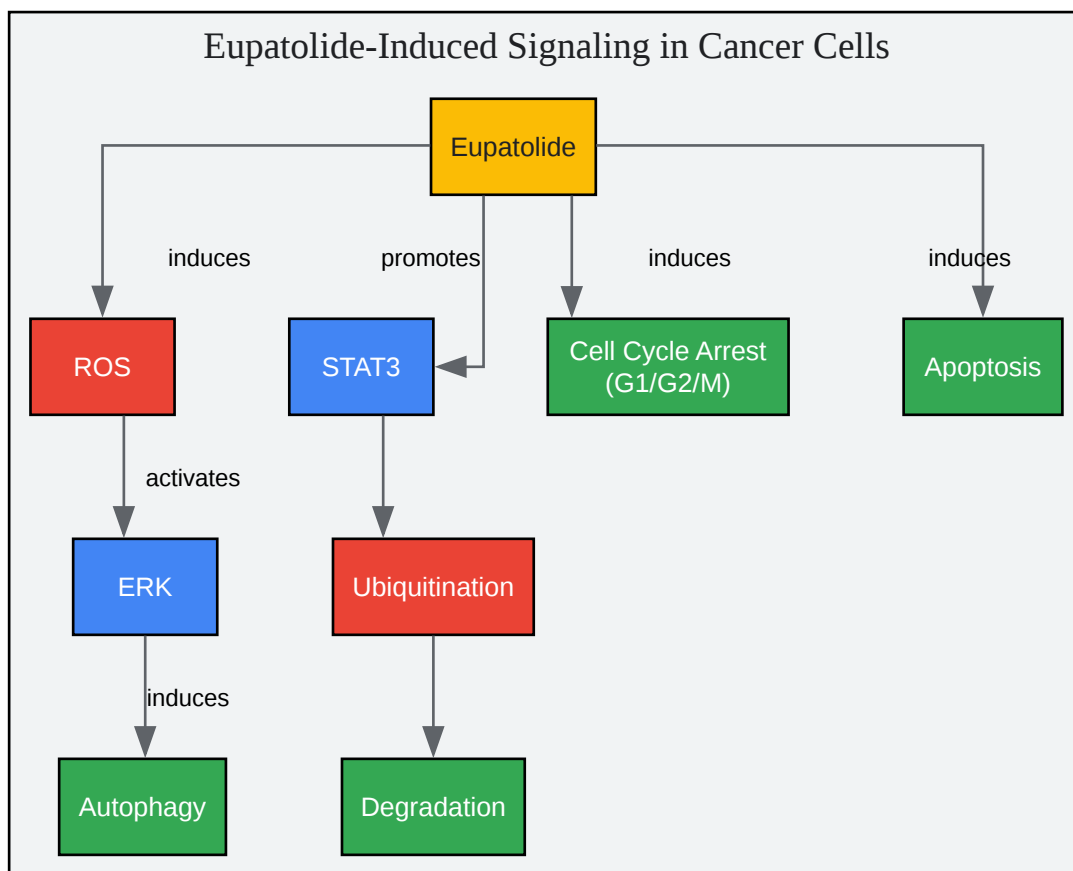 Eupatolide-Induced Signaling in Cancer Cells
Eupatolide
induces
promotes
induces
induces
ROS
STAT3
Cell Cycle Arrest
(G1/G2/M)
Apoptosis
activates
ERK
Ubiquitination
induces
Autophagy
Degradation